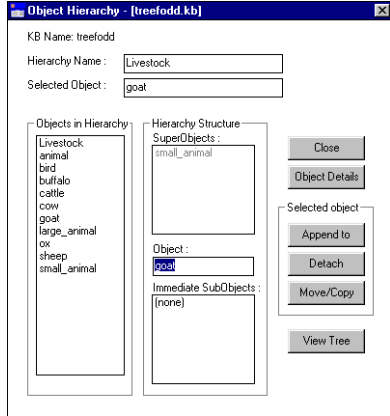 Object Hierarchy - [treefodd.kb]
KB Name: treefodd
Hierarchy Name :
Livestock
Selected Object :
goat
Objects in Hierarchy
Livestock
animal
bird
buffalo
cattle
cow
goat
large_animal
ox
sheep
small_animal
Hierarchy Structure
SuperObjects :
small_animal
Object :
goat
Immediate SubObjects :
(none)
Close
Object Details
Selected object
Append to
Detach
Move/Copy
View Tree